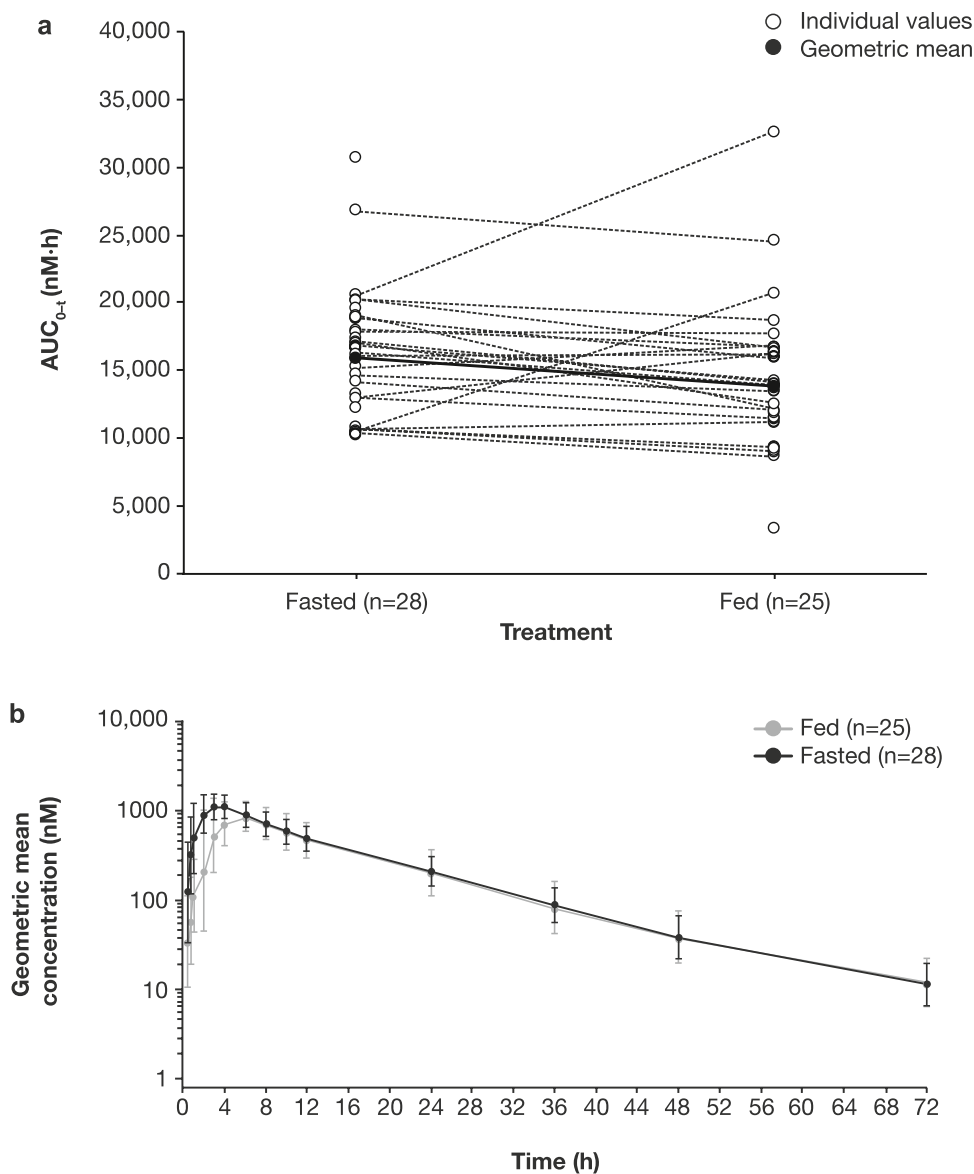 a
Individual values
Geometric mean
40,000
35,000
30,000
25,000
20,000
15,000
10,000
5,000
0
AUC0–t (nM·h)
Fasted (n=28)
Fed (n=25)
Treatment
b
Fed (n=25)
Fasted (n=28)
10,000
1000
100
10
1
Geometric mean
concentration (nM)
0 4 8 12 16 20 24 28 32 36 40 44 48 52 56 60 64 68 72
Time (h)